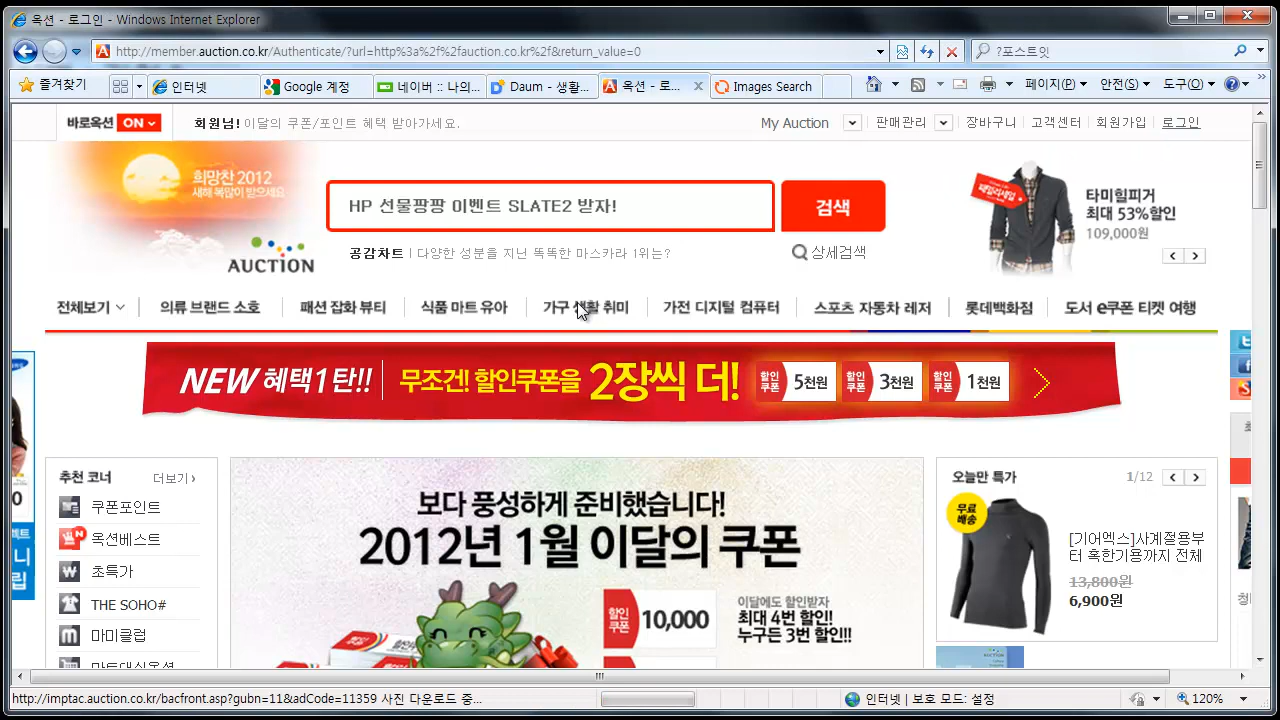 옥션 - 로그인 - Windows Internet Explorer
http://member.auction.co.kr/Authenticate/?url=http%3a%2f%2fauction.co.kr%2f&return_value=0
?포스트잇
즐겨찾기
인터넷
Google 계정
네이버 :: 나의...
Daum - 생활...
옥션 - 로...
Images Search
페이지(P)
안전(S)
도구(O)
바로옥션 ON
회원님! 이달의 쿠폰/포인트 혜택 받아가세요.
My Auction
판매관리
장바구니
고객센터
회원가입
로그인
희망찬 2012
새해 복많이 받으세요
AUCTION
HP 선물팡팡 이벤트 SLATE2 받자!
검색
공감차트 | 다양한 성분을 지닌 똑똑한 마스카라 1위는?
상세검색
패밀리세일
타미힐피거
최대 53%할인
109,000원
전체보기
의류 브랜드 소호
패션 잡화 뷰티
식품 마트 유아
가구 생활 취미
가전 디지털 컴퓨터
스포츠 자동차 레저
롯데백화점
도서 e쿠폰 티켓 여행
NEW 혜택1탄!! 무조건! 할인쿠폰을 2장씩 더!
할인쿠폰 5천원
할인쿠폰 3천원
할인쿠폰 1천원
추천 코너
더보기
쿠폰포인트
옥션베스트
초특가
THE SOHO#
마미클럽
마트대신옥션
보다 풍성하게 준비했습니다!
2012년 1월 이달의 쿠폰
할인쿠폰 10,000
이달에도 할인받자
최대 4번 할인!
누구든 3번 할인!!
오늘만 특가
1/12
무료배송
[기어멕스]사계절용부
터 혹한기용까지 전체
13,800원
6,900원
AUCTION
http://imptac.auction.co.kr/bacfront.asp?gubn=11&adCode=11359 사진 다운로드 중...
인터넷 | 보호 모드: 설정
120%